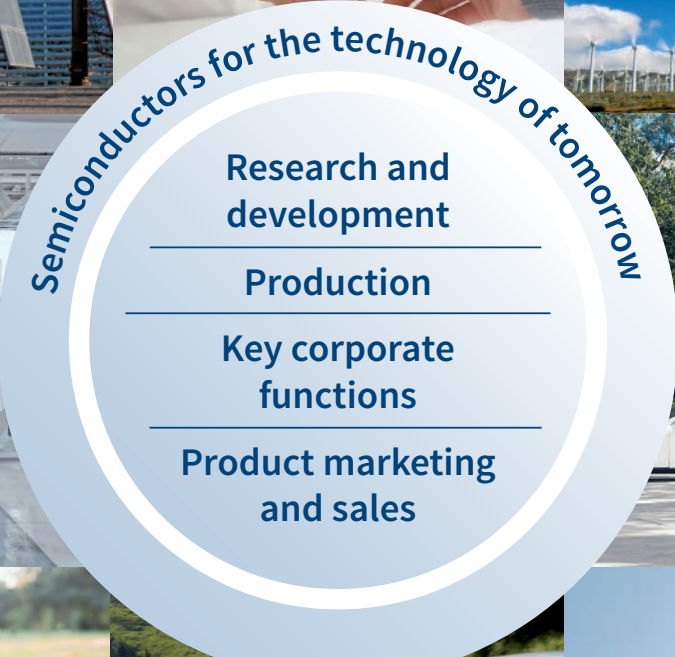 Semiconductors for the technology of tomorrow
Research and
development
Production
Key corporate
functions
Product marketing
and sales